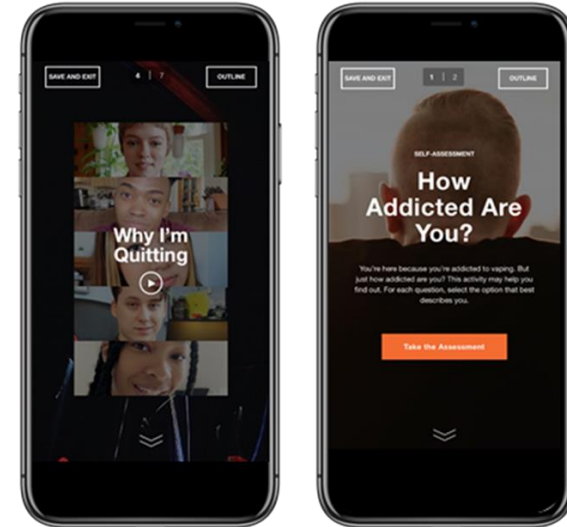 SAVE AND EXIT
4 | 7
OUTLINE
Why I'm
Quitting
SAVE AND EXIT
1 | 2
OUTLINE
SELF-ASSESSMENT
How
Addicted Are
You?
You're here because you're addicted to vaping. But
just how addicted are you? This activity may help you
find out. For each question, select the option that best
describes you.
Take the Assessment